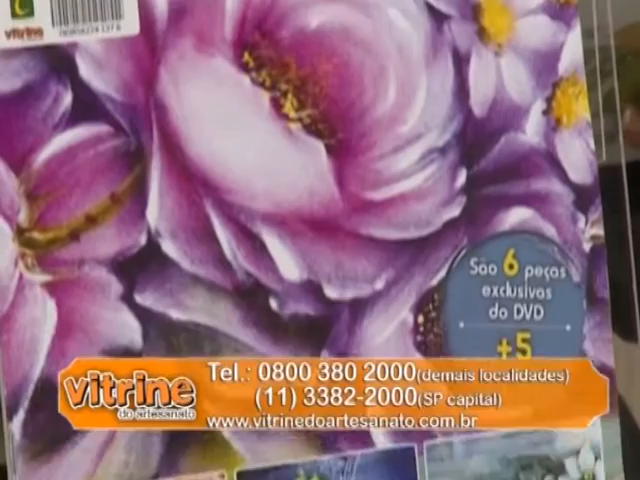 vitrine
São 6 peças
exclusivas
do DVD
+5
vitrine
do artesanato
Tel.: 0800 380 2000(demais localidades)
(11) 3382-2000(SP capital)
www.vitrinedoartesanato.com.br